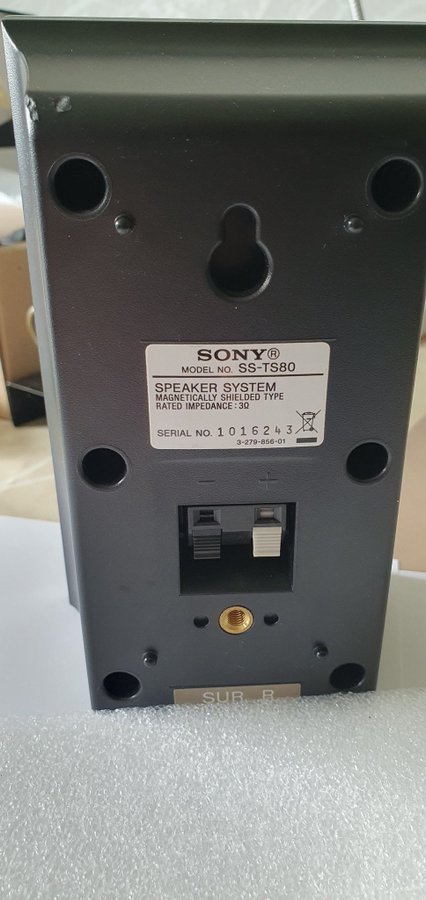 SONY®
MODEL NO. SS-TS80
SPEAKER SYSTEM
MAGNETICALLY SHIELDED TYPE
RATED IMPEDANCE : 3Ω
SERIAL NO. 1016243
3-279-856-01
− +
SUR R